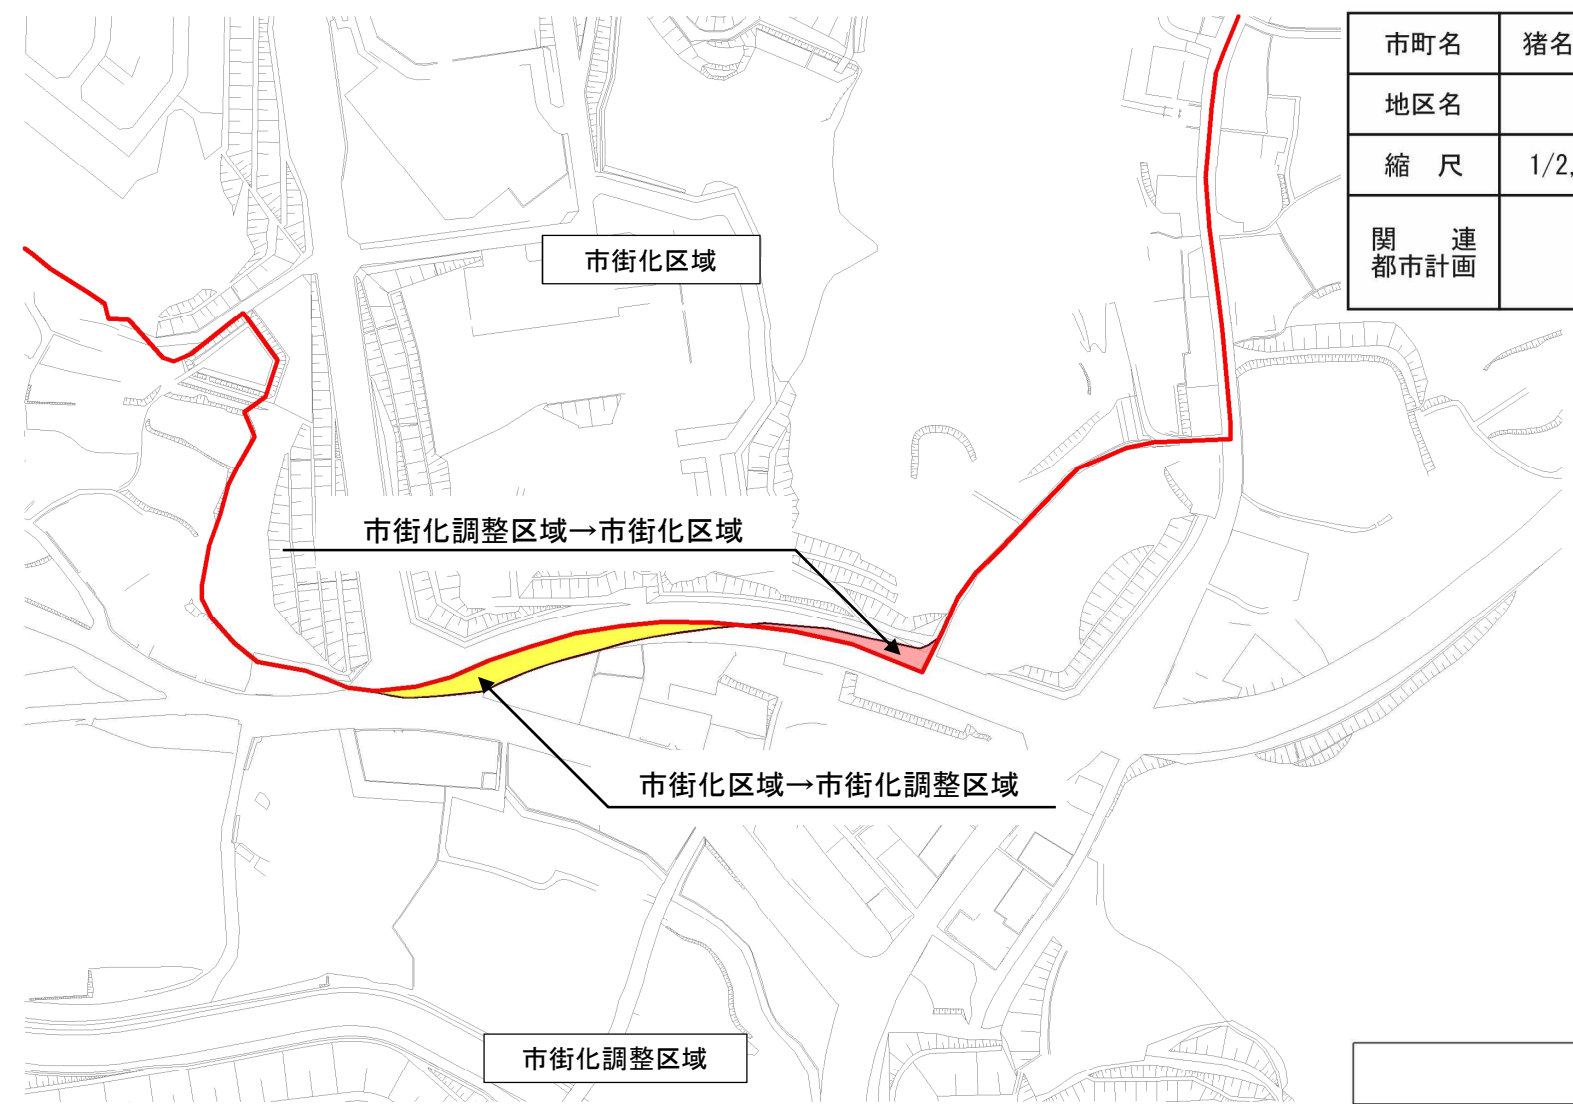 市町名 猪名
地区名
縮 尺 1/2,
関 連
都市計画
市街化区域
市街化調整区域→市街化区域
市街化区域→市街化調整区域
市街化調整区域